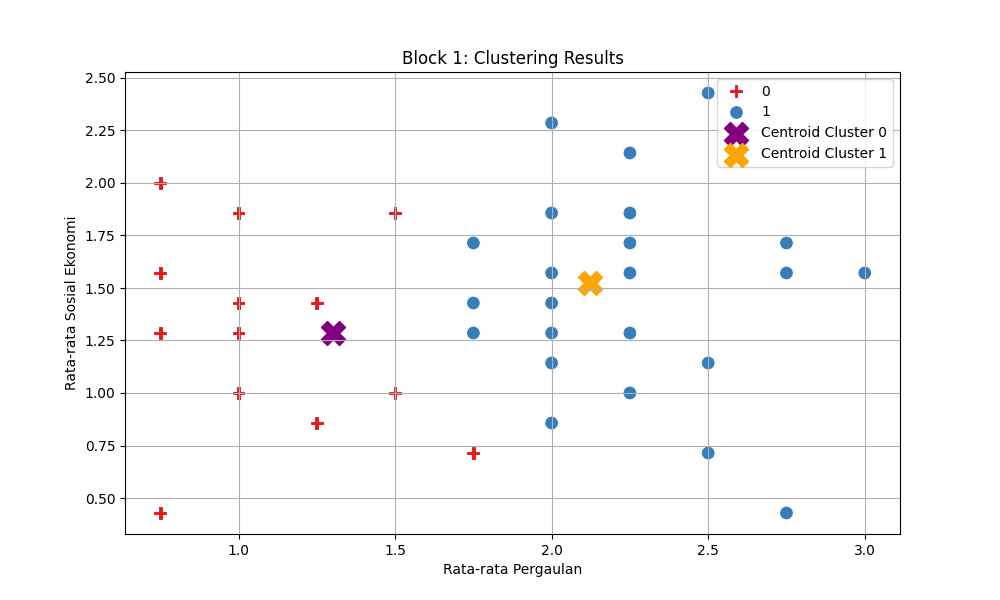 Block 1: Clustering Results
0
1
Centroid Cluster 0
Centroid Cluster 1
2.50
2.25
2.00
1.75
1.50
1.25
1.00
0.75
0.50
Rata-rata Sosial Ekonomi
1.0 1.5 2.0 2.5 3.0
Rata-rata Pergaulan